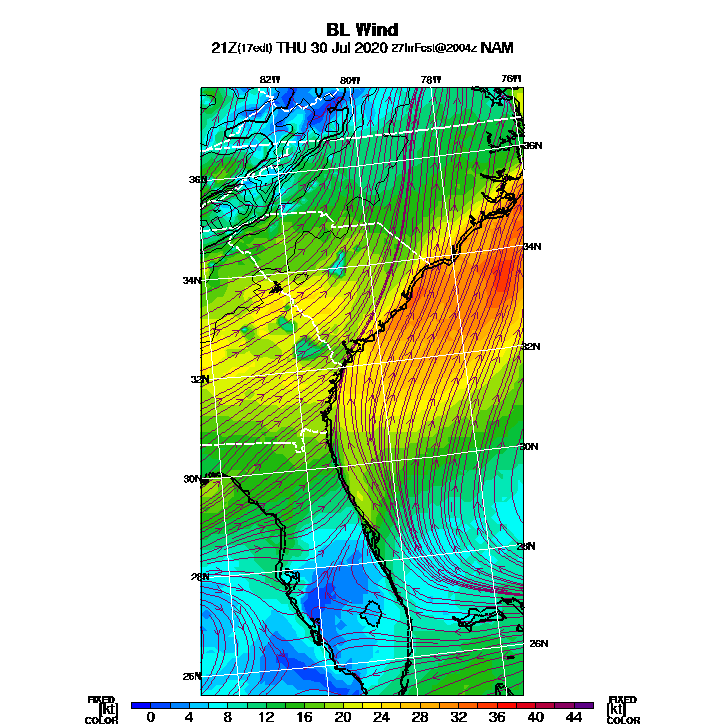 BL Wind
21Z(17edt) THU 30 Jul 2020 27hrFcst@2004z NAM
82W 80W 78W 76W
36N
36N
34N
34N
32N
32N
30N
30N
28N
28N
26N
26N
FIXED FIXED
[kt] 0 4 8 12 16 20 24 28 32 36 40 44 [kt]
COLOR COLOR